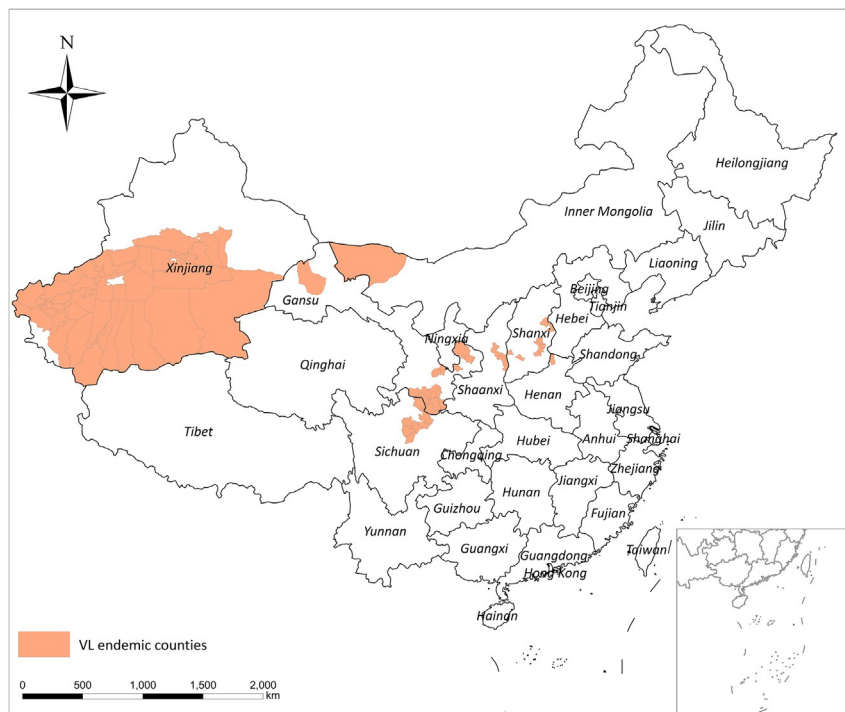 N
Heilongjiang
Inner Mongolia
Jilin
Xinjiang
Liaoning
Gansu
Beijing
Tianjin
Hebei
Ningxia
Shanxi
Shandong
Qinghai
Shaanxi
Henan
Jiangsu
Tibet
Hubei
Anhui
Shanghai
Sichuan
Chongqing
Zhejiang
Hunan
Jiangxi
Guizhou
Fujian
Yunnan
Guangxi
Guangdong
Taiwan
Hong Kong
Hainan
VL endemic counties
0 500 1,000 1,500 2,000
km